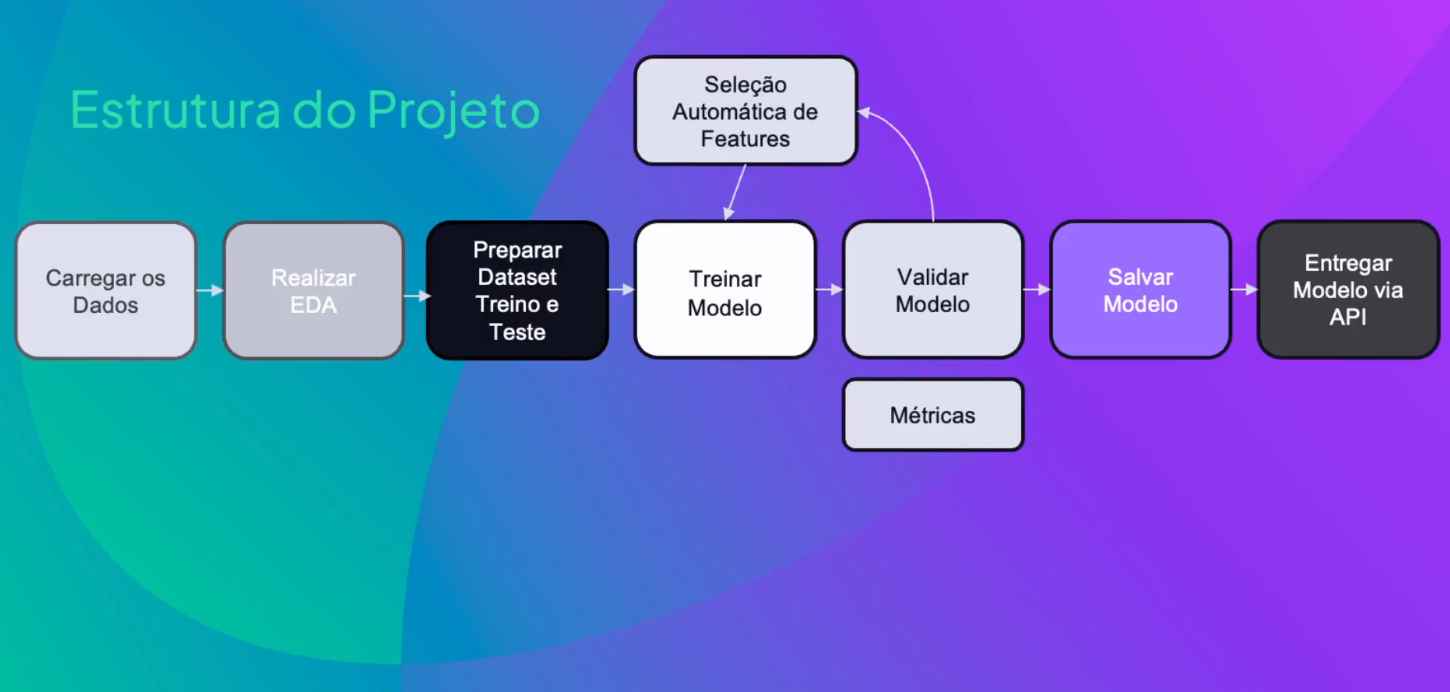 Estrutura do Projeto
Seleção
Automática de
Features
Carregar os
Dados
Realizar
EDA
Preparar
Dataset
Treino e
Teste
Treinar
Modelo
Validar
Modelo
Salvar
Modelo
Entregar
Modelo via
API
Métricas